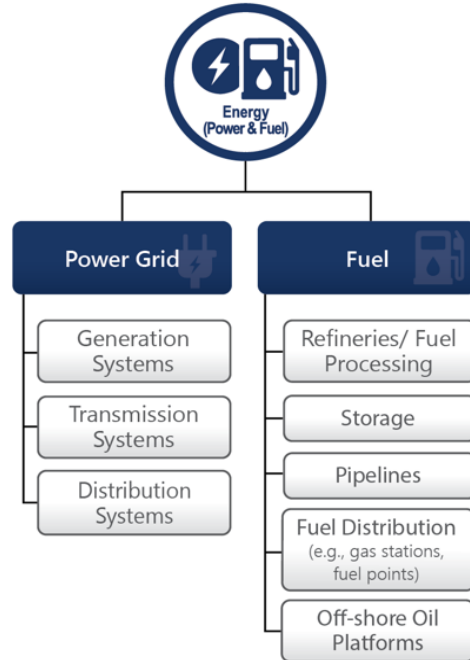 Energy
(Power & Fuel)
Power Grid
Fuel
Generation
Systems
Transmission
Systems
Distribution
Systems
Refineries/ Fuel
Processing
Storage
Pipelines
Fuel Distribution
(e.g., gas stations,
fuel points)
Off-shore Oil
Platforms